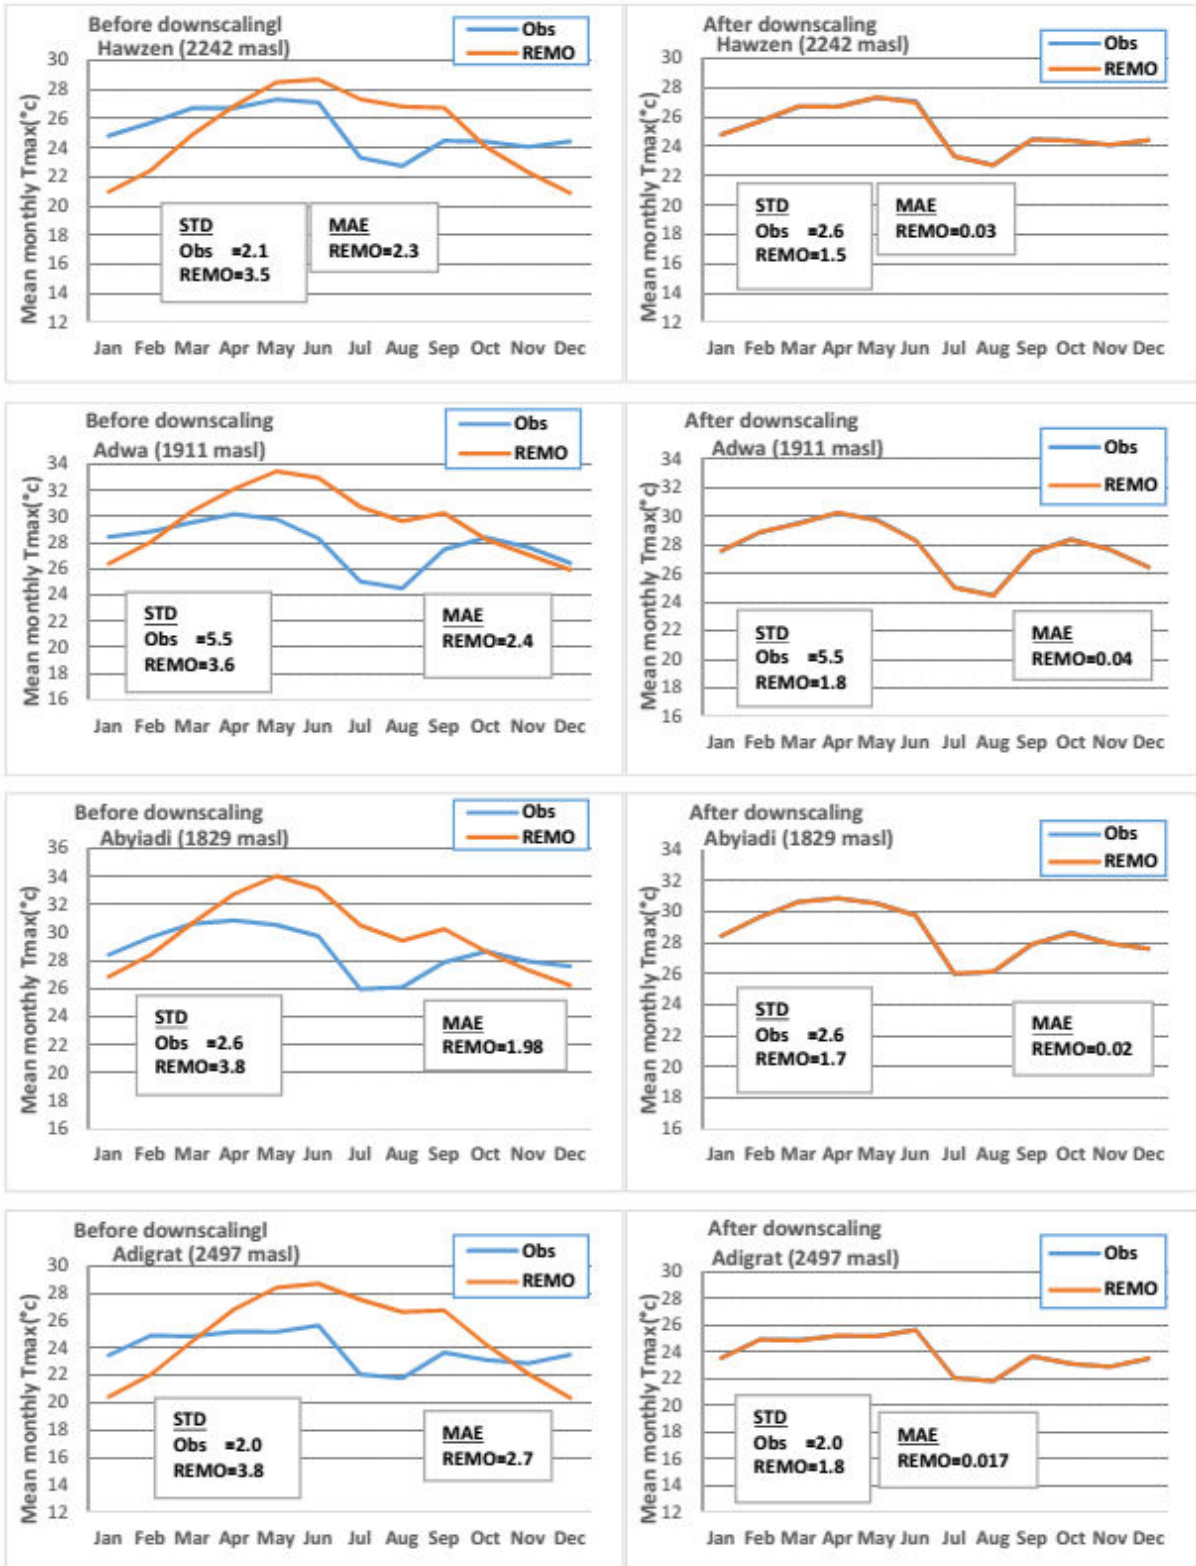 Before downscalingl
Hawzen (2242 masl)
Obs
REMO
Mean monthly Tmax(°c)
30
28
26
24
22
20
18
16
14
12
STD
Obs =2.1
REMO=3.5
MAE
REMO=2.3
Jan Feb Mar Apr May Jun Jul Aug Sep Oct Nov Dec
After downscaling
Hawzen (2242 masl)
Obs
REMO
Mean monthly Tmax(°c)
30
28
26
24
22
20
18
16
14
12
STD
Obs =2.6
REMO=1.5
MAE
REMO=0.03
Jan Feb Mar Apr May Jun Jul Aug Sep Oct Nov Dec
Before downscaling
Adwa (1911 masl)
Obs
REMO
Mean monthly Tmax(°c)
34
32
30
28
26
24
22
20
18
16
STD
Obs =5.5
REMO=3.6
MAE
REMO=2.4
Jan Feb Mar Apr May Jun Jul Aug Sep Oct Nov Dec
After downscaling
Adwa (1911 masl)
Obs
REMO
Mean monthly Tmax(°c)
34
32
30
28
26
24
22
20
18
16
STD
Obs =5.5
REMO=1.8
MAE
REMO=0.04
Jan Feb Mar Apr May Jun Jul Aug Sep Oct Nov Dec
Before downscaling
Abyiadi (1829 masl)
Obs
REMO
Mean monthly Tmax(°c)
36
34
32
30
28
26
24
22
20
18
16
STD
Obs =2.6
REMO=3.8
MAE
REMO=1.98
Jan Feb Mar Apr May Jun Jul Aug Sep Oct Nov Dec
After downscaling
Abyiadi (1829 masl)
Obs
REMO
Mean monthly Tmax(°c)
34
32
30
28
26
24
22
20
18
16
STD
Obs =2.6
REMO=1.7
MAE
REMO=0.02
Jan Feb Mar Apr May Jun Jul Aug Sep Oct Nov Dec
Before downscalingl
Adigrat (2497 masl)
Obs
REMO
Mean monthly Tmax(°c)
30
28
26
24
22
20
18
16
14
12
STD
Obs =2.0
REMO=3.8
MAE
REMO=2.7
Jan Feb Mar Apr May Jun Jul Aug Sep Oct Nov Dec
After downscaling
Adigrat (2497 masl)
Obs
REMO
Mean monthly Tmax(°c)
30
28
26
24
22
20
18
16
14
12
STD
Obs =2.0
REMO=1.8
MAE
REMO=0.017
Jan Feb Mar Apr May Jun Jul Aug Sep Oct Nov Dec